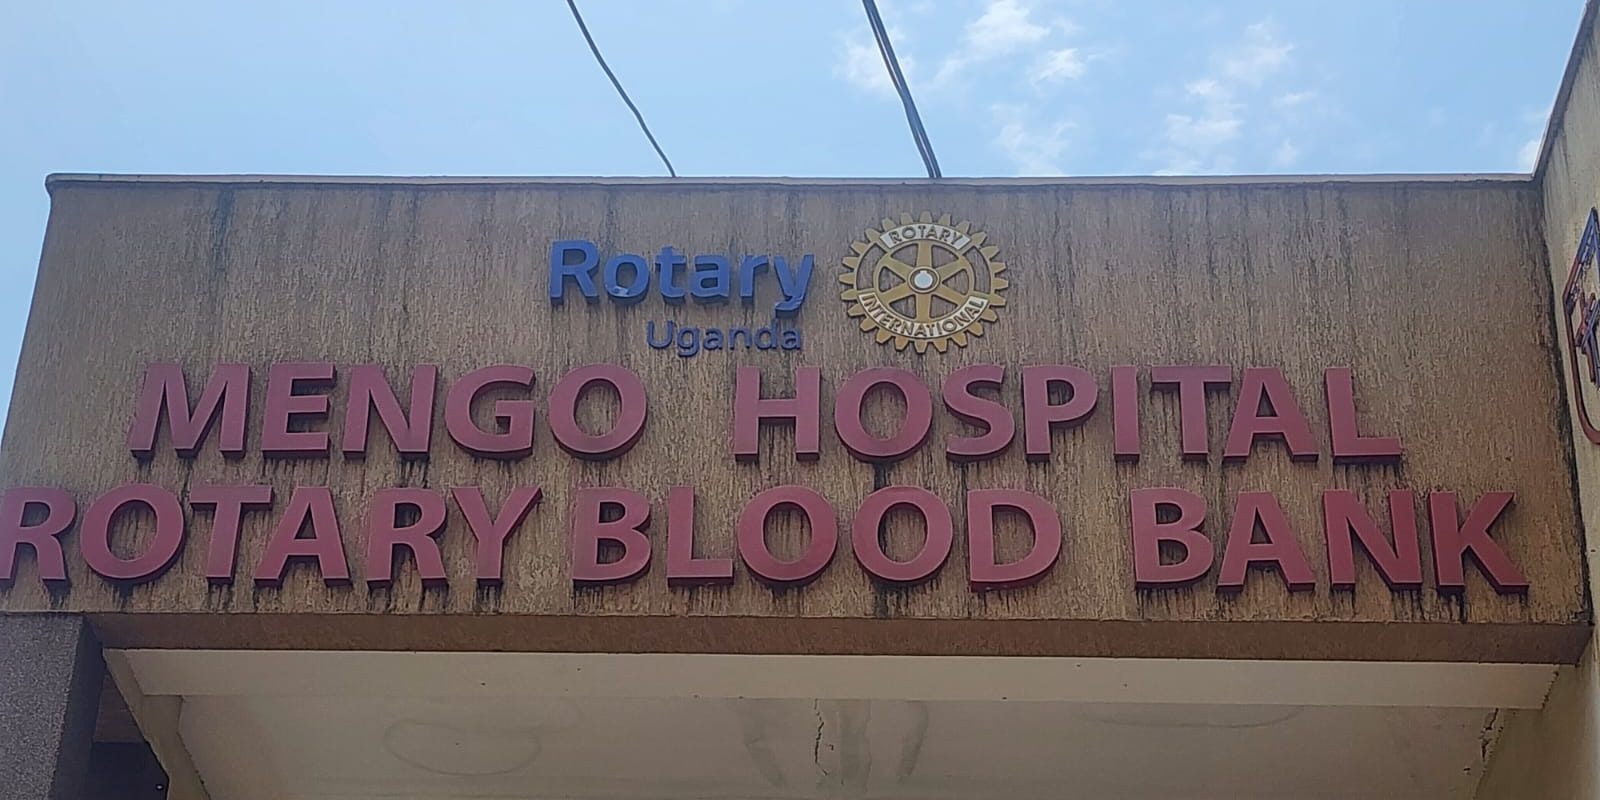 Rotary
Uganda
ROTARY
INTERNATIONAL
MENGO HOSPITAL
ROTARY BLOOD BANK